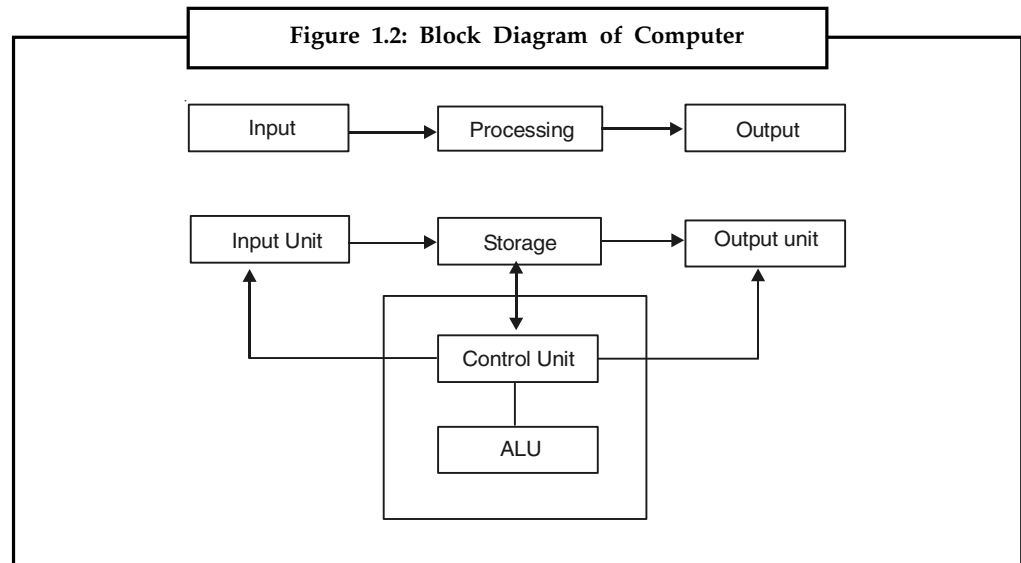 Figure 1.2: Block Diagram of Computer
Input
Processing
Output
Input Unit
Storage
Output unit
Control Unit
ALU